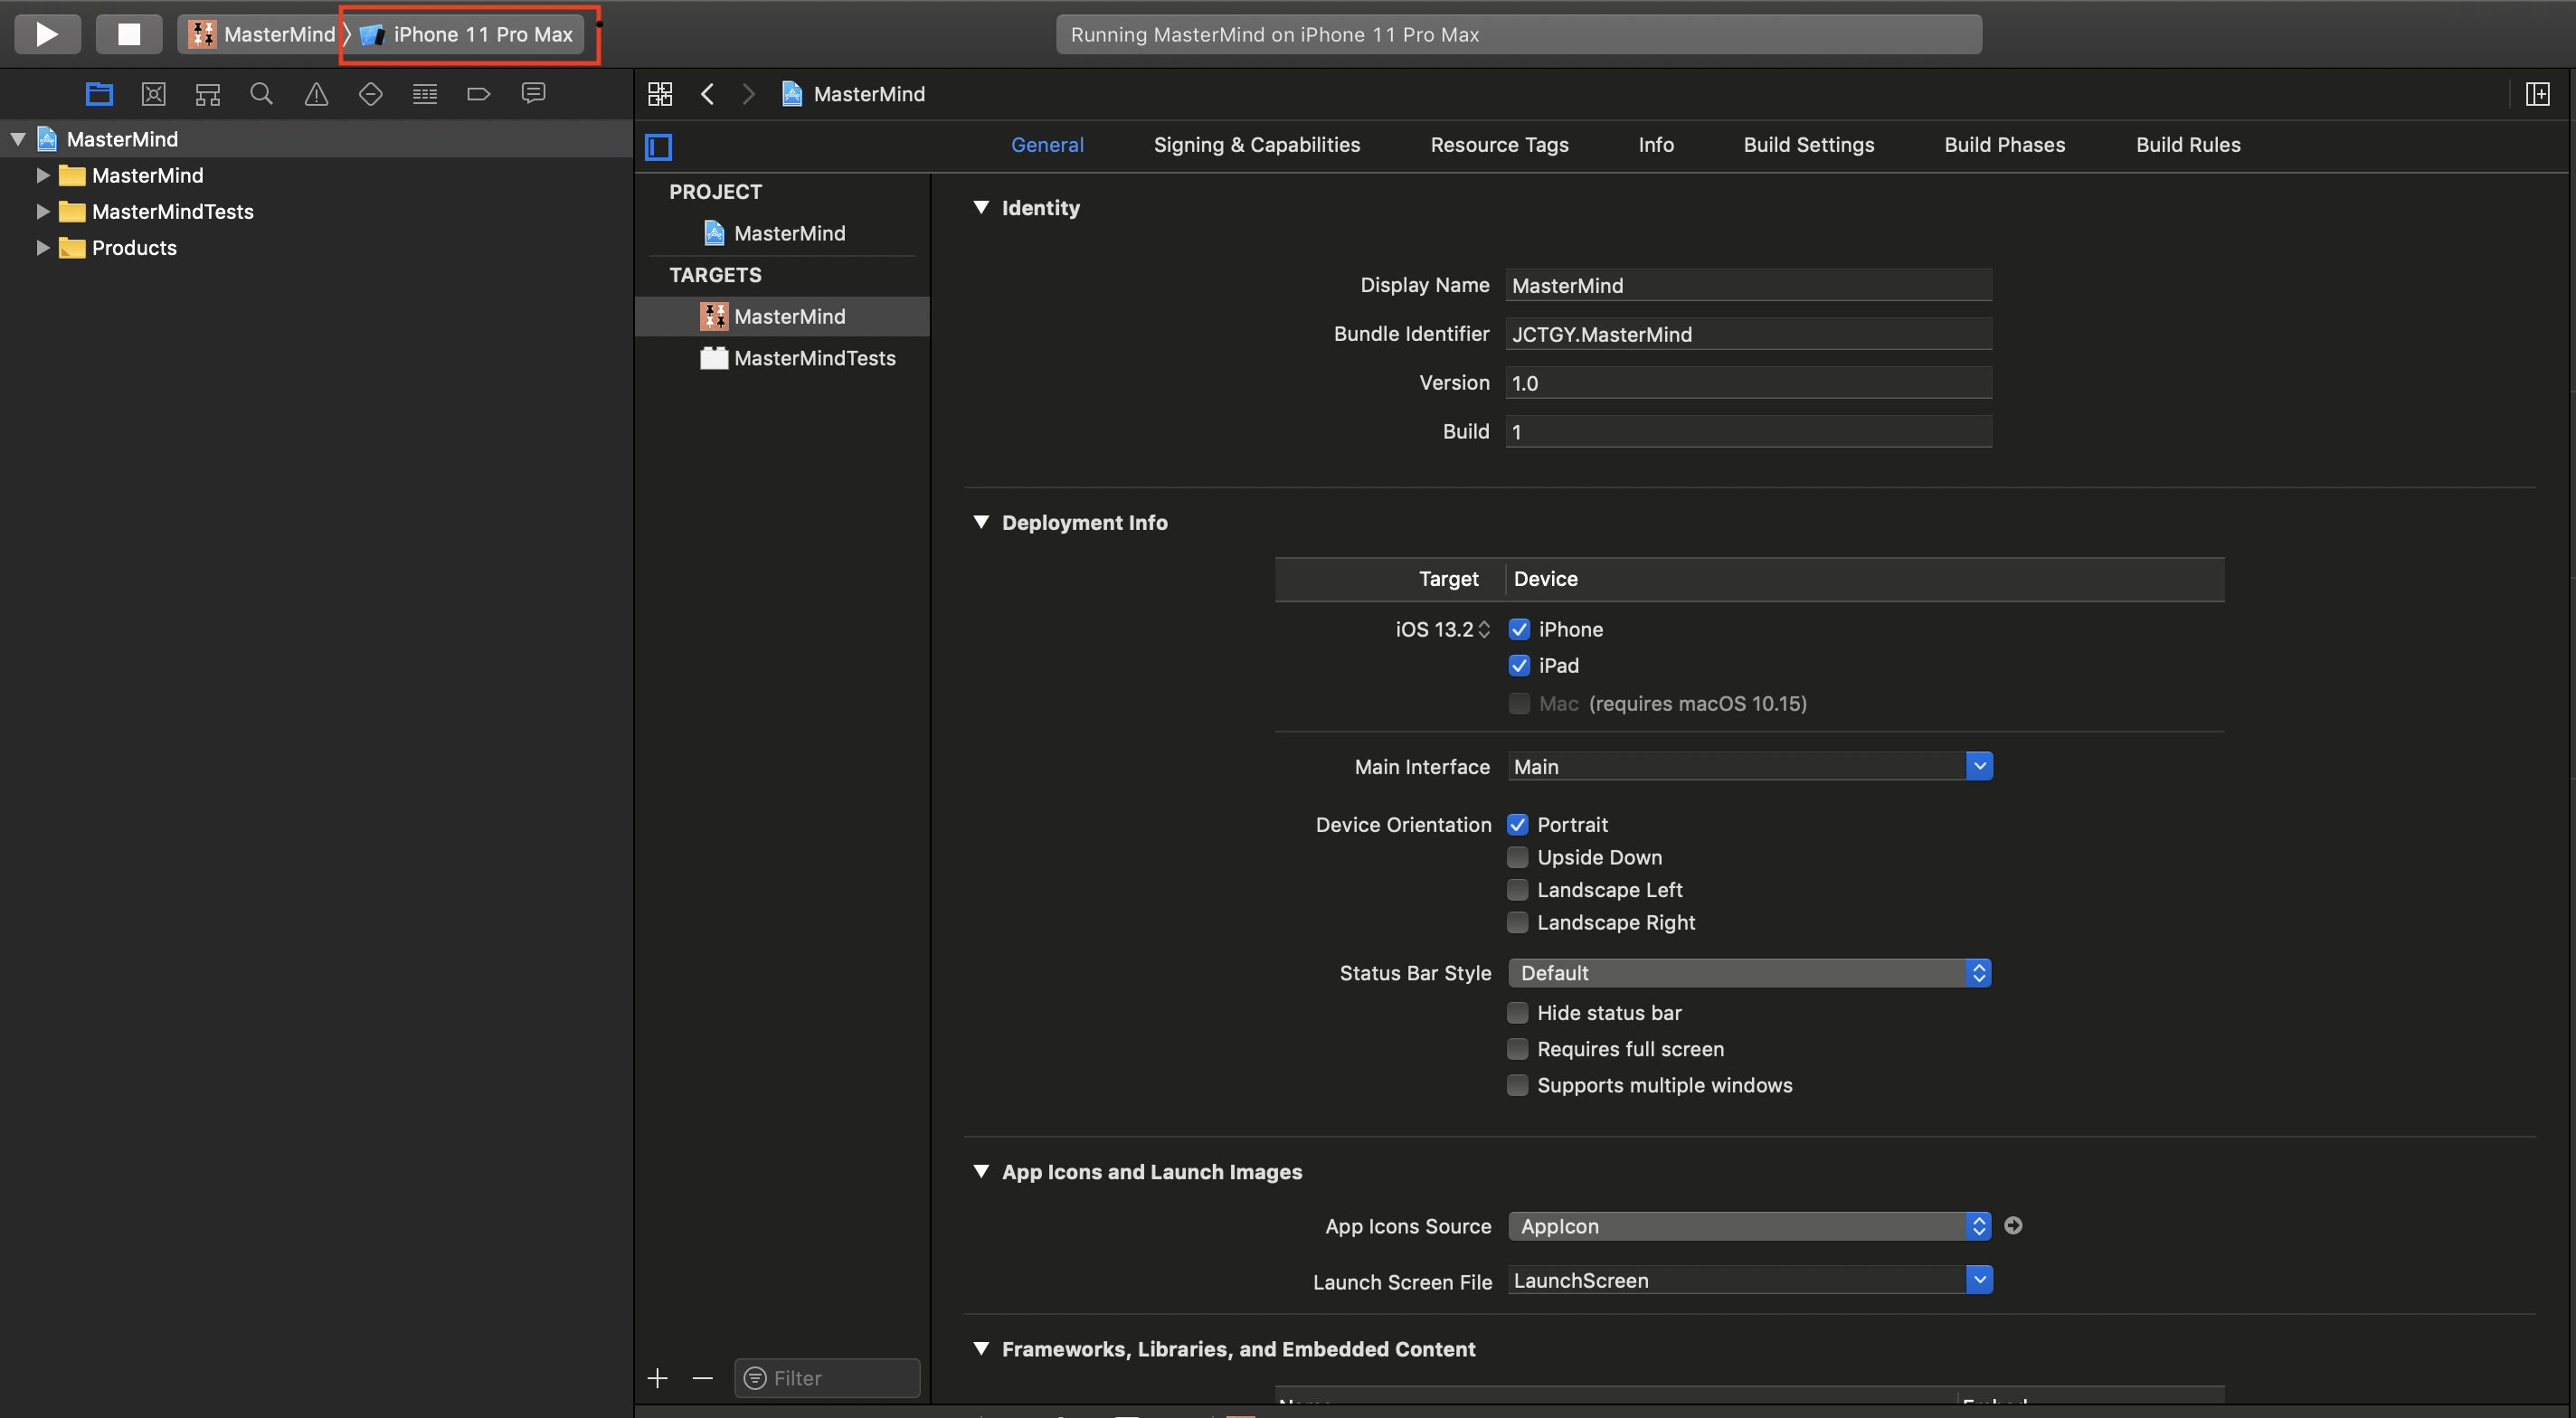 MasterMind
iPhone 11 Pro Max
Running MasterMind on iPhone 11 Pro Max
MasterMind
MasterMind
MasterMindTests
Products
MasterMind
General
Signing & Capabilities
Resource Tags
Info
Build Settings
Build Phases
Build Rules
PROJECT
MasterMind
TARGETS
MasterMind
MasterMindTests
Filter
Identity
Display Name MasterMind
Bundle Identifier JCTGY.MasterMind
Version 1.0
Build 1
Deployment Info
Target Device
iOS 13.2 iPhone
iPad
Mac (requires macOS 10.15)
Main Interface Main
Device Orientation Portrait
Upside Down
Landscape Left
Landscape Right
Status Bar Style Default
Hide status bar
Requires full screen
Supports multiple windows
App Icons and Launch Images
App Icons Source AppIcon
Launch Screen File LaunchScreen
Frameworks, Libraries, and Embedded Content